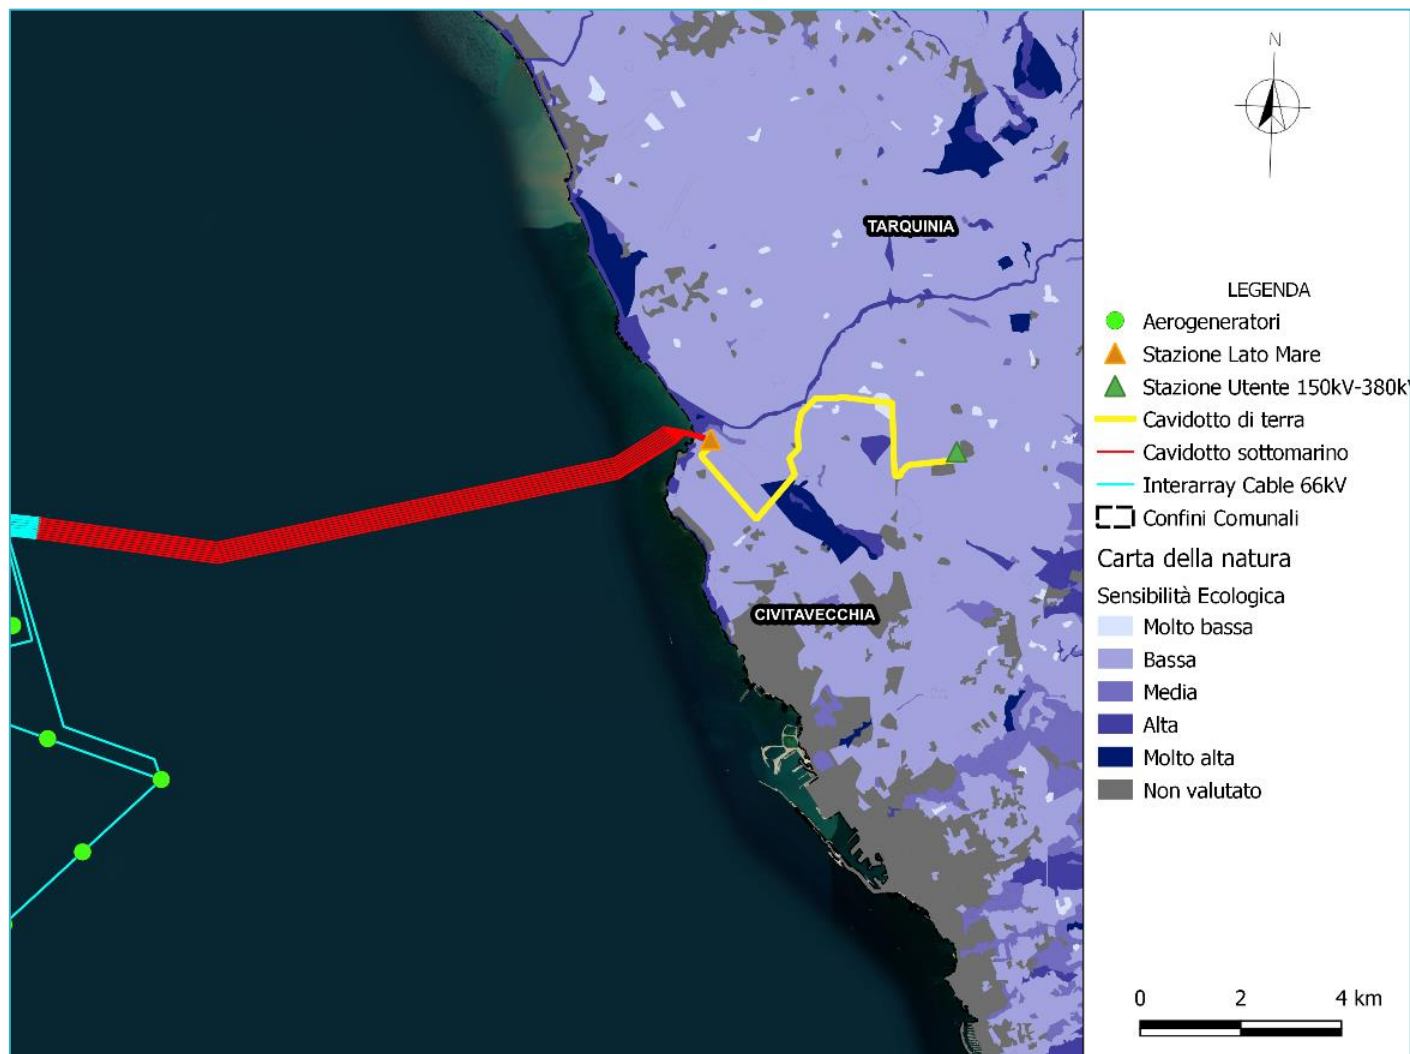 N
TARQUINIA
CIVITAVECCHIA
LEGENDA
Aerogeneratori
Stazione Lato Mare
Stazione Utente 150kV-380kV
Cavidotto di terra
Cavidotto sottomarino
Interarray Cable 66kV
Confini Comunali
Carta della natura
Sensibilità Ecologica
Molto bassa
Bassa
Media
Alta
Molto alta
Non valutato
0 2 4 km